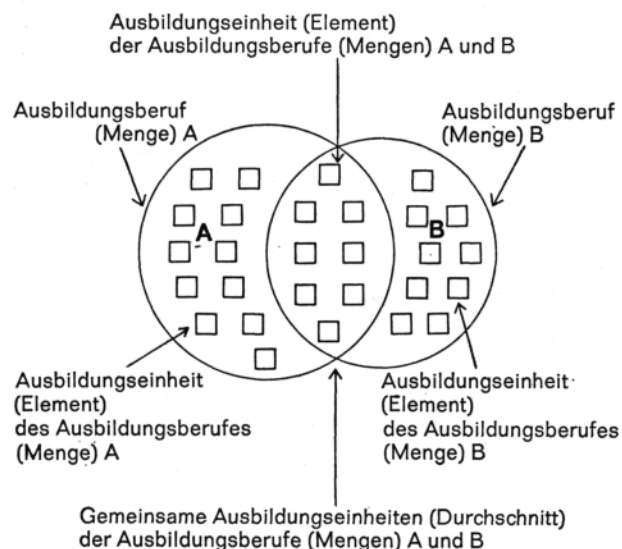 Ausbildungseinheit (Element)
der Ausbildungsberufe (Mengen) A und B
Ausbildungsberuf
(Menge) A
Ausbildungsberuf
(Menge) B
A
B
Ausbildungseinheit
(Element)
des Ausbildungsberufes
(Menge) A
Ausbildungseinheit
(Element)
des Ausbildungsberufes
(Menge) B
Gemeinsame Ausbildungseinheiten (Durchschnitt)
der Ausbildungsberufe (Mengen) A und B